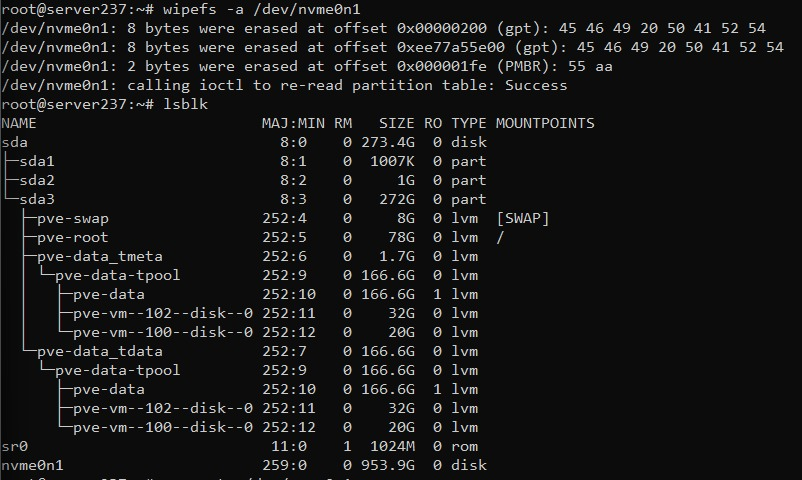 root@server237:~# wipefs -a /dev/nvme0n1
/dev/nvme0n1: 8 bytes were erased at offset 0x00000200 (gpt): 45 46 49 20 50 41 52 54
/dev/nvme0n1: 8 bytes were erased at offset 0xee77a55e00 (gpt): 45 46 49 20 50 41 52 54
/dev/nvme0n1: 2 bytes were erased at offset 0x000001fe (PMBR): 55 aa
/dev/nvme0n1: calling ioctl to re-read partition table: Success
root@server237:~# lsblk
NAME                         MAJ:MIN RM   SIZE RO TYPE MOUNTPOINTS
sda                            8:0    0 273.4G  0 disk
├─sda1                         8:1    0  1007K  0 part
├─sda2                         8:2    0     1G  0 part
└─sda3                         8:3    0   272G  0 part
  ├─pve-swap                 252:4    0     8G  0 lvm  [SWAP]
  ├─pve-root                 252:5    0    78G  0 lvm  /
  ├─pve-data_tmeta           252:6    0   1.7G  0 lvm
  │ └─pve-data-tpool         252:9    0 166.6G  0 lvm
  │   ├─pve-data             252:10   0 166.6G  1 lvm
  │   ├─pve-vm--102--disk--0 252:11   0    32G  0 lvm
  │   └─pve-vm--100--disk--0 252:12   0    20G  0 lvm
  └─pve-data_tdata           252:7    0 166.6G  0 lvm
    └─pve-data-tpool         252:9    0 166.6G  0 lvm
      ├─pve-data             252:10   0 166.6G  1 lvm
      ├─pve-vm--102--disk--0 252:11   0    32G  0 lvm
      └─pve-vm--100--disk--0 252:12   0    20G  0 lvm
sr0                           11:0    1  1024M  0 rom
nvme0n1                      259:0    0 953.9G  0 disk